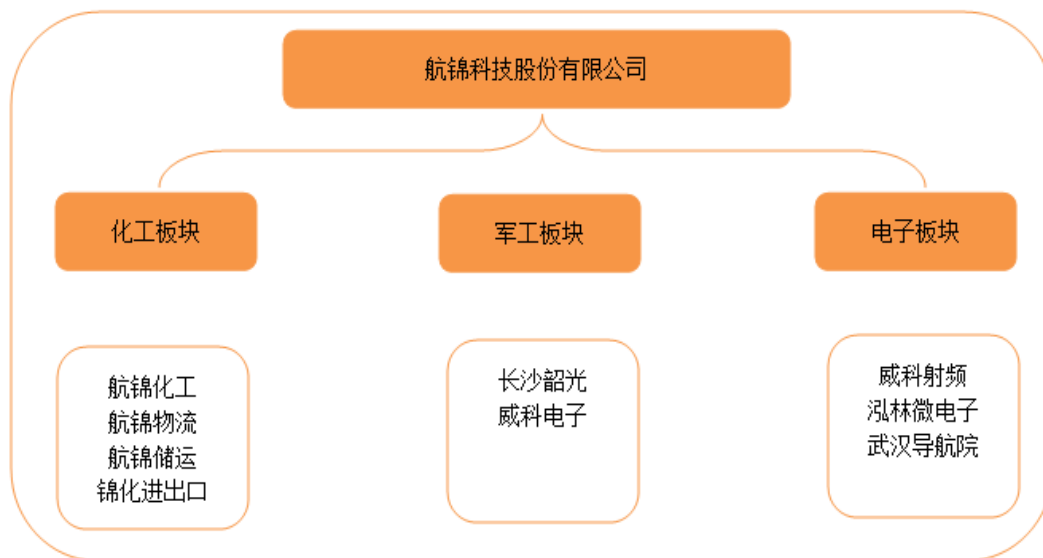 航锦科技股份有限公司
化工板块
军工板块
电子板块
航锦化工
航锦物流
航锦储运
锦化进出口
长沙韶光
威科电子
威科射频
泓林微电子
武汉导航院